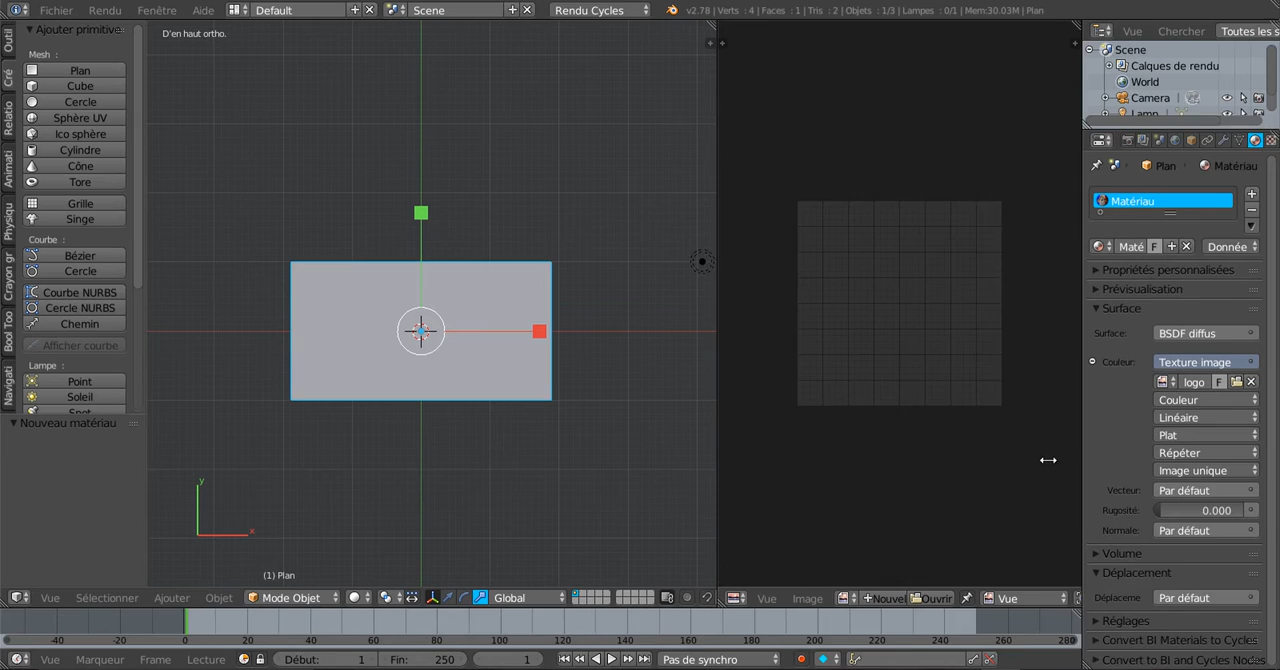 Fichier Rendu Fenêtre Aide Default Scene Rendu Cycles v2.78 | Verts : 4 | Faces : 1 | Tris : 2 | Objets : 1/3 | Lampes : 0/1 | Mem:30.03M | Plan
Outil
Cré
Relatio
Animati
Physiqu
Crayon gr
Bool Too
Navigati
Ajouter primitive
Mesh :
Plan
Cube
Cercle
Sphère UV
Ico sphère
Cylindre
Cône
Tore
Grille
Singe
Courbe :
Bézier
Cercle
Courbe NURBS
Cercle NURBS
Chemin
Afficher courbe
Lampe :
Point
Soleil
Spot
Nouveau matériau
D'en haut ortho.
y
x
(1) Plan
Vue Sélectionner Ajouter Objet Mode Objet Global
Vue Image Nouvel Ouvrir Vue
Vue Chercher Toutes les s
Scene
Calques de rendu
World
Camera
Lamp
Plan Matériau
Matériau
Maté F Donnée
Propriétés personnalisées
Prévisualisation
Surface
Surface: BSDF diffus
Couleur: Texture image
logo F
Couleur
Linéaire
Plat
Répéter
Image unique
Vecteur: Par défaut
Rugosité: 0.000
Normale: Par défaut
Volume
Déplacement
Déplaceme Par défaut
Réglages
Convert BI Materials to Cycles
Convert BI and Cycles Nodes
-40 -20 0 20 40 60 80 100 120 140 160 180 200 220 240 260 280
Vue Marqueur Frame Lecture Début: 1 Fin: 250 1 Pas de synchro